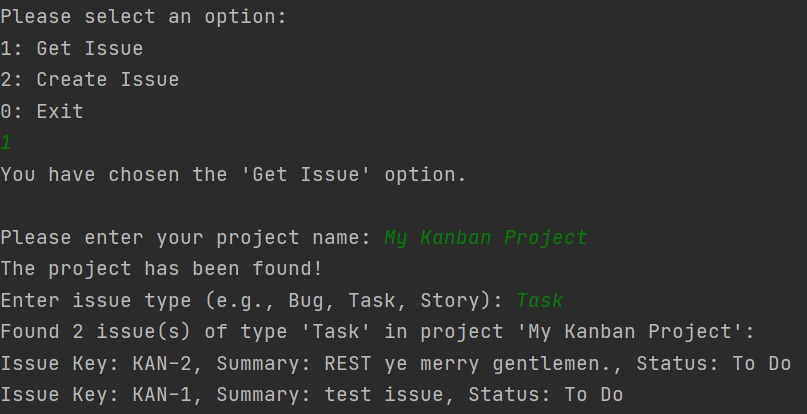 Please select an option:
1: Get Issue
2: Create Issue
0: Exit
1
You have chosen the 'Get Issue' option.
Please enter your project name: My Kanban Project
The project has been found!
Enter issue type (e.g., Bug, Task, Story): Task
Found 2 issue(s) of type 'Task' in project 'My Kanban Project':
Issue Key: KAN-2, Summary: REST ye merry gentlemen., Status: To Do
Issue Key: KAN-1, Summary: test issue, Status: To Do